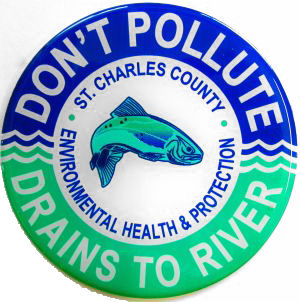 DON'T POLLUTE
• ST. CHARLES COUNTY •
ENVIRONMENTAL HEALTH & PROTECTION
DRAINS TO RIVER